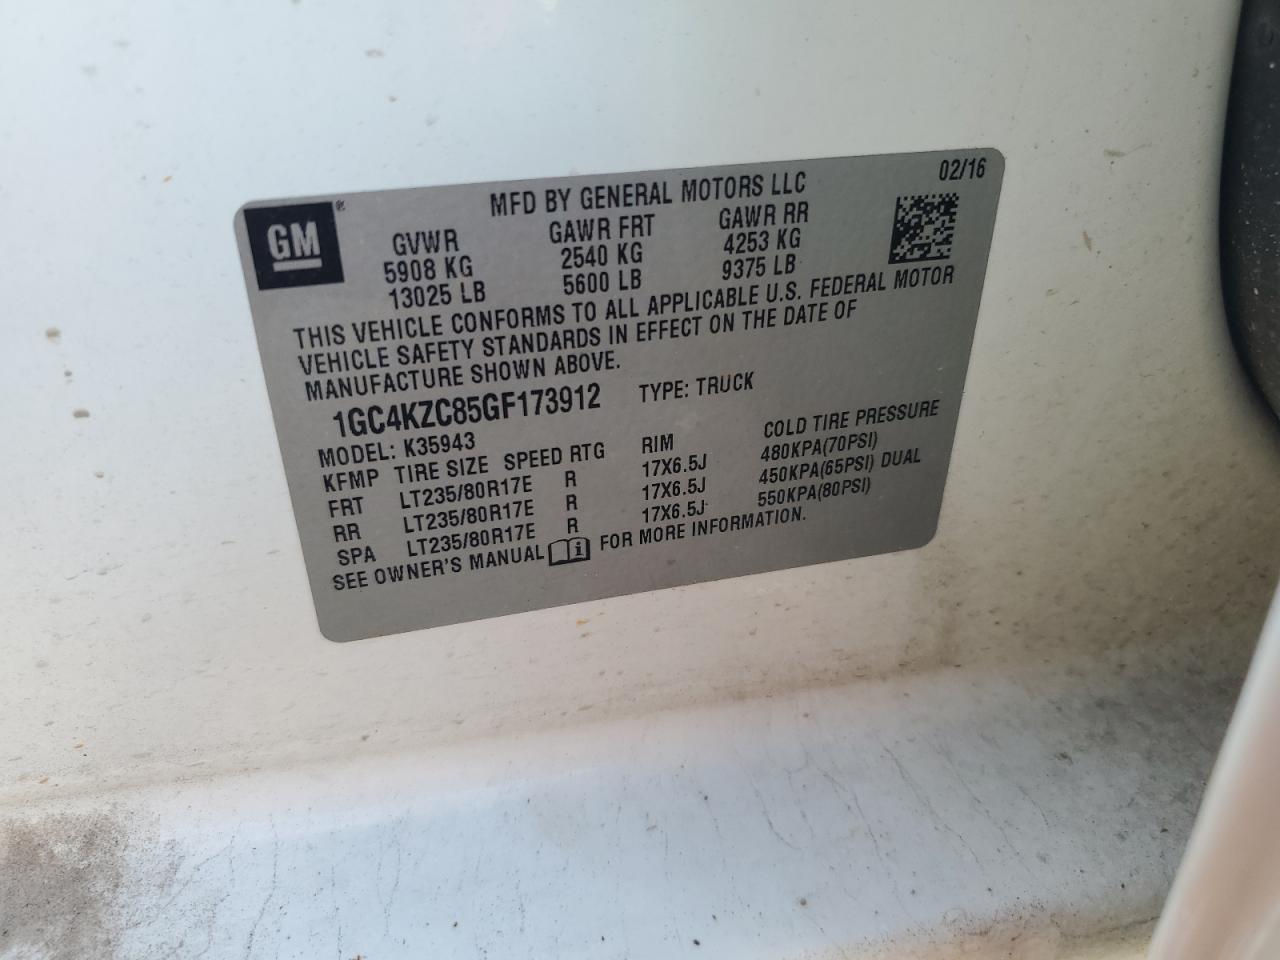 GM®
MFD BY GENERAL MOTORS LLC 02/16
GVWR GAWR FRT GAWR RR
5908 KG 2540 KG 4253 KG
13025 LB 5600 LB 9375 LB
THIS VEHICLE CONFORMS TO ALL APPLICABLE U.S. FEDERAL MOTOR
VEHICLE SAFETY STANDARDS IN EFFECT ON THE DATE OF
MANUFACTURE SHOWN ABOVE.
1GC4KZC85GF173912 TYPE: TRUCK
MODEL: K35943
KFMP TIRE SIZE SPEED RTG RIM COLD TIRE PRESSURE
FRT LT235/80R17E R 17X6.5J 480KPA(70PSI)
RR LT235/80R17E R 17X6.5J 450KPA(65PSI) DUAL
SPA LT235/80R17E R 17X6.5J 550KPA(80PSI)
SEE OWNER'S MANUAL i FOR MORE INFORMATION.